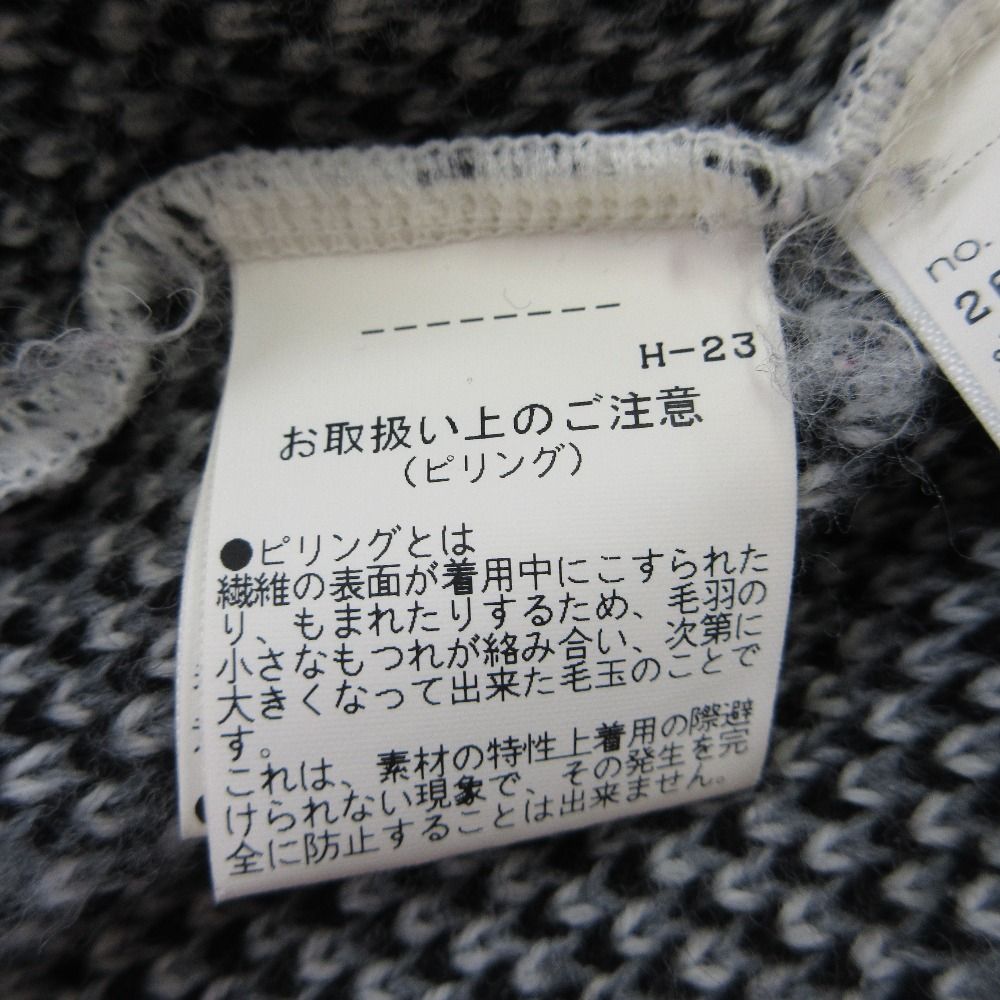 --------
H-23
お取扱い上のご注意
(ピリング)
●ピリングとは
繊維の表面が着用中にこすられた
り、もまれたりするため、毛羽の
小さなもつれが絡み合い、次第に
大きくなって出来た毛玉のことで
す。
これは、素材の特性上着用の際避
けられない現象で、その発生を完
全に防止することは出来ません。
no.